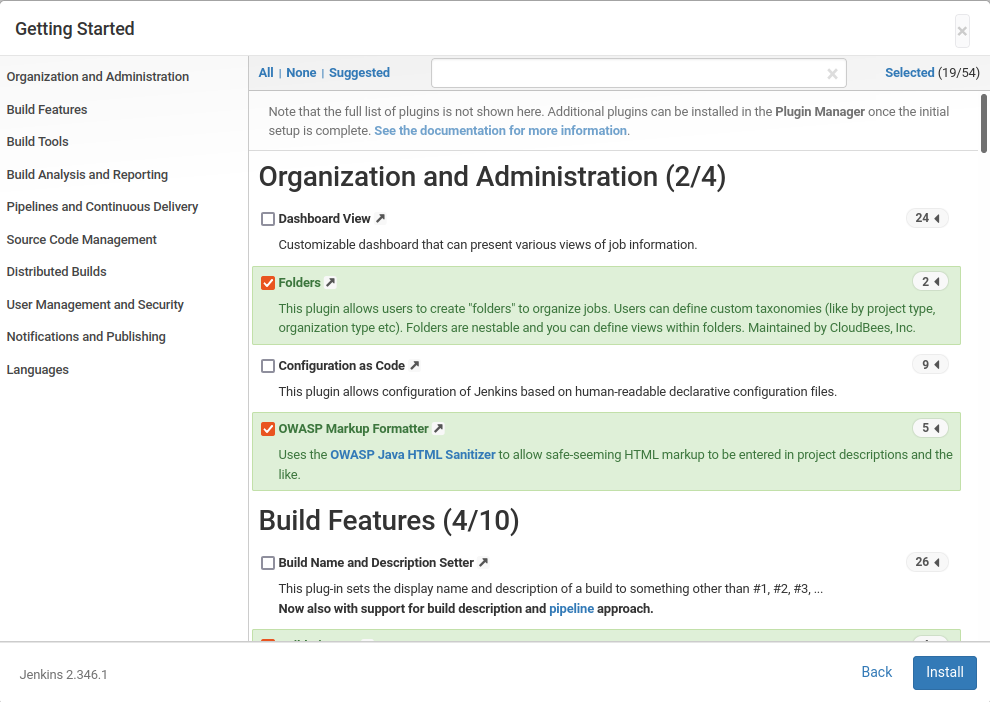 Getting Started
Organization and Administration
Build Features
Build Tools
Build Analysis and Reporting
Pipelines and Continuous Delivery
Source Code Management
Distributed Builds
User Management and Security
Notifications and Publishing
Languages
All | None | Suggested
Selected (19/54)
Note that the full list of plugins is not shown here. Additional plugins can be installed in the Plugin Manager once the initial
setup is complete. See the documentation for more information.
Organization and Administration (2/4)
Dashboard View 24
Customizable dashboard that can present various views of job information.
Folders 2
This plugin allows users to create "folders" to organize jobs. Users can define custom taxonomies (like by project type,
organization type etc). Folders are nestable and you can define views within folders. Maintained by CloudBees, Inc.
Configuration as Code 9
This plugin allows configuration of Jenkins based on human-readable declarative configuration files.
OWASP Markup Formatter 5
Uses the OWASP Java HTML Sanitizer to allow safe-seeming HTML markup to be entered in project descriptions and the
like.
Build Features (4/10)
Build Name and Description Setter 26
This plug-in sets the display name and description of a build to something other than #1, #2, #3, ...
Now also with support for build description and pipeline approach.
Jenkins 2.346.1
Back
Install